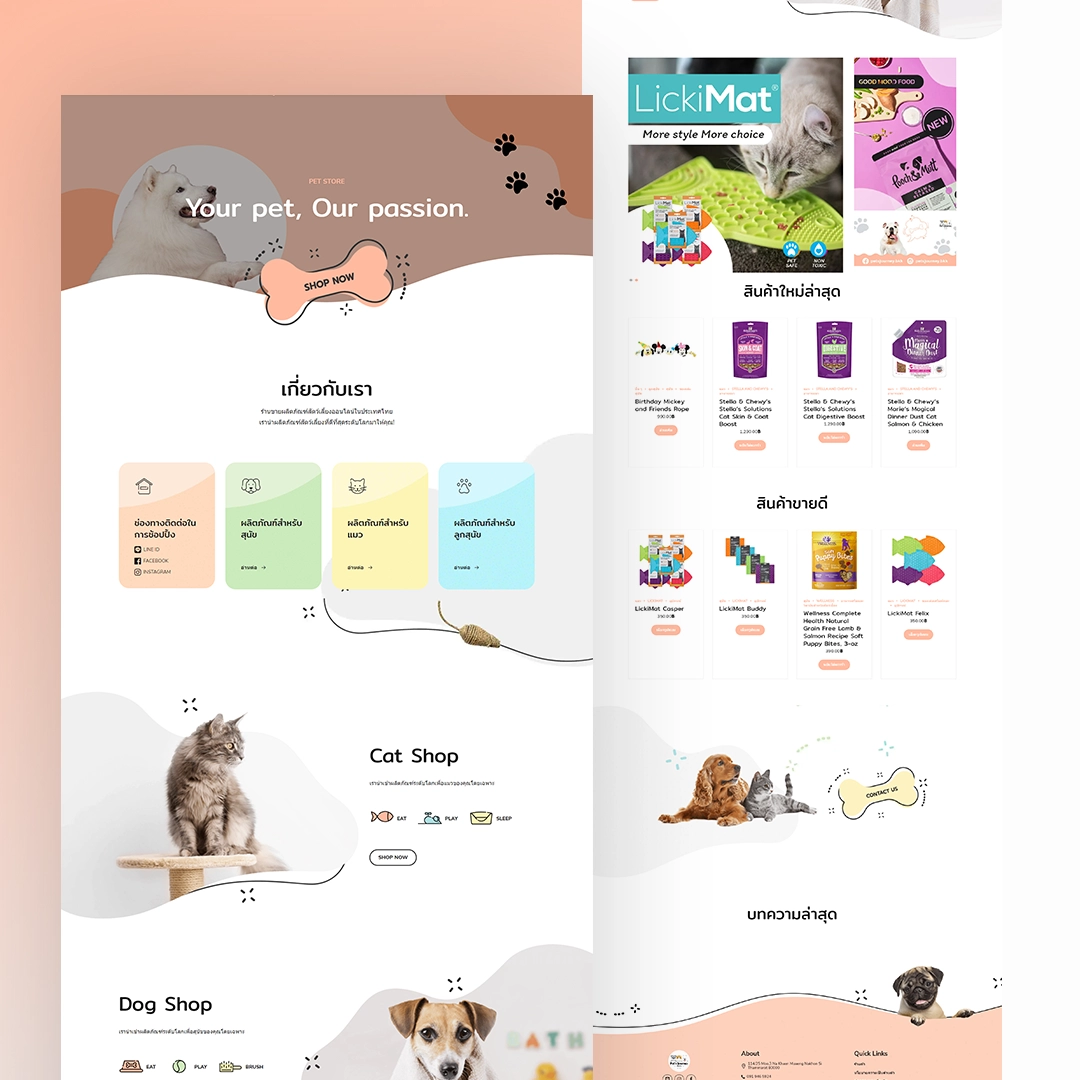 PET STORE
Your pet, Our passion.
SHOP NOW
เกี่ยวกับเรา
ร้านขายผลิตภัณฑ์สัตว์เลี้ยงออนไลน์ในประเทศไทย
เรานำผลิตภัณฑ์สัตว์เลี้ยงที่ดีที่สุดระดับโลกมาให้คุณ!
ช่องทางติดต่อใน
การช้อปปิ้ง
LINE ID
FACEBOOK
INSTAGRAM
ผลิตภัณฑ์สำหรับ
สุนัข
อ่านต่อ →
ผลิตภัณฑ์สำหรับ
แมว
อ่านต่อ →
ผลิตภัณฑ์สำหรับ
ลูกสุนัข
อ่านต่อ →
Cat Shop
เรานำเข้าผลิตภัณฑ์ระดับโลกเพื่อแมวของคุณโดยเฉพาะ
EAT
PLAY
SLEEP
SHOP NOW
Dog Shop
เรานำเข้าผลิตภัณฑ์ระดับโลกเพื่อสุนัขของคุณโดยเฉพาะ
EAT
PLAY
BRUSH
BATH
LickiMat®
More style More choice
PET SAFE
NON TOXIC
GOOD MOOD FOOD
NEW
Pooch & Mutt
สินค้าใหม่ล่าสุด
Birthday Mickey
and Friends Rope
Stella & Chewy's
Stella's Solutions
Cat Skin & Coat
Boost
1,290.00฿
Stella & Chewy's
Stella's Solutions
Cat Digestive Boost
1,290.00฿
Magical
Dinner Dust
Stella & Chewy's
Marie's Magical
Dinner Dust Cat
Salmon & Chicken
1,090.00฿
สินค้าขายดี
LickiMat Casper
350.00฿
LickiMat Buddy
350.00฿
Puppy Bites
Wellness Complete
Health Natural
Grain Free Lamb &
Salmon Recipe Soft
Puppy Bites, 3-oz
LickiMat Felix
350.00฿
CONTACT US
บทความล่าสุด
About
Quick Links